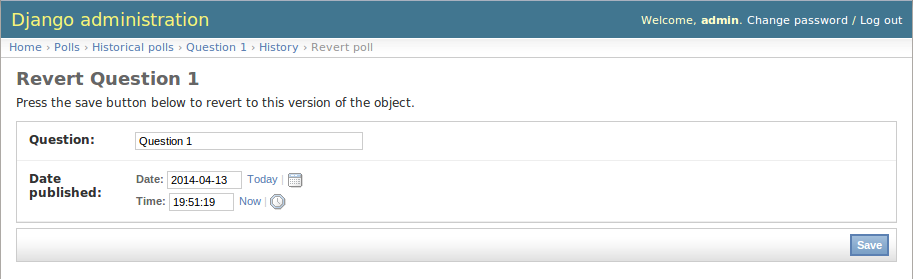 Django administration
Welcome, admin. Change password / Log out
Home › Polls › Historical polls › Question 1 › History › Revert poll
Revert Question 1
Press the save button below to revert to this version of the object.
Question: Question 1
Date published:
Date: 2014-04-13 Today |
Time: 19:51:19 Now |
Save